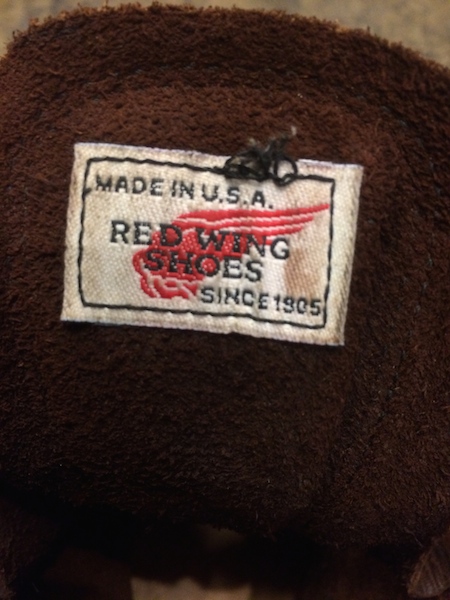 MADE IN U.S.A.
RED WING
SHOES
SINCE 1905